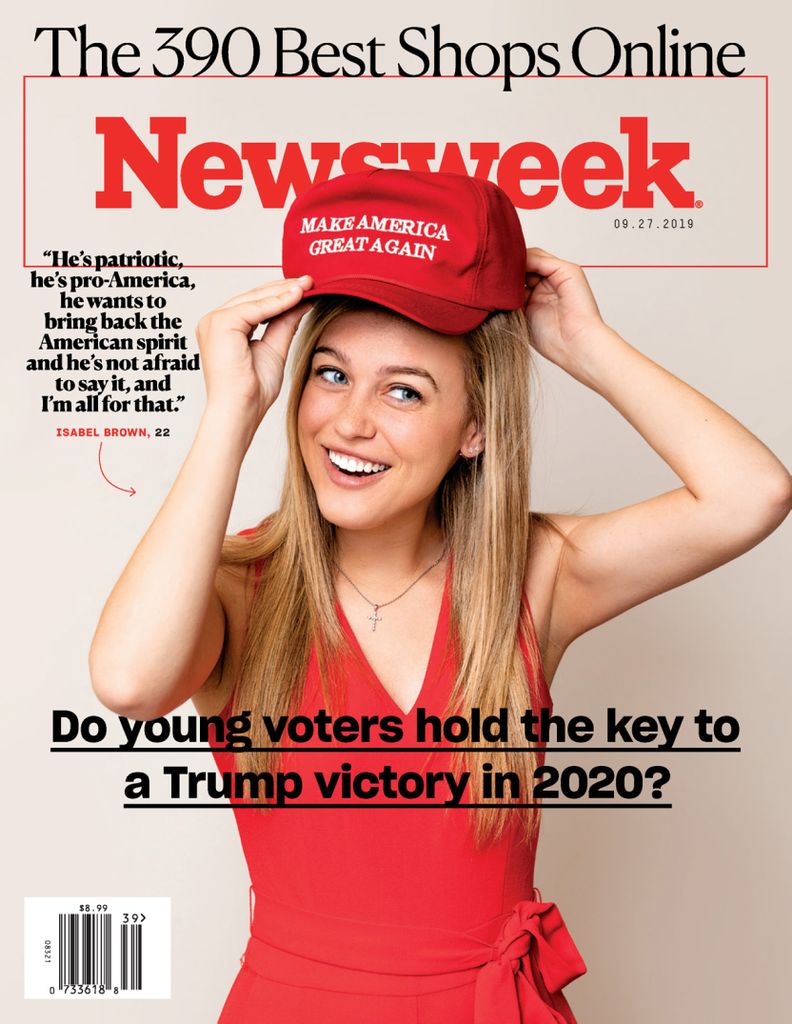 The 390 Best Shops Online
Newsweek®
09.27.2019
MAKE AMERICA
GREAT AGAIN
“He’s patriotic,
he’s pro-America,
he wants to
bring back the
American spirit
and he’s not afraid
to say it, and
I’m all for that.”
ISABEL BROWN, 22
Do young voters hold the key to
a Trump victory in 2020?
$8.99
39>
08321
0 733618 8